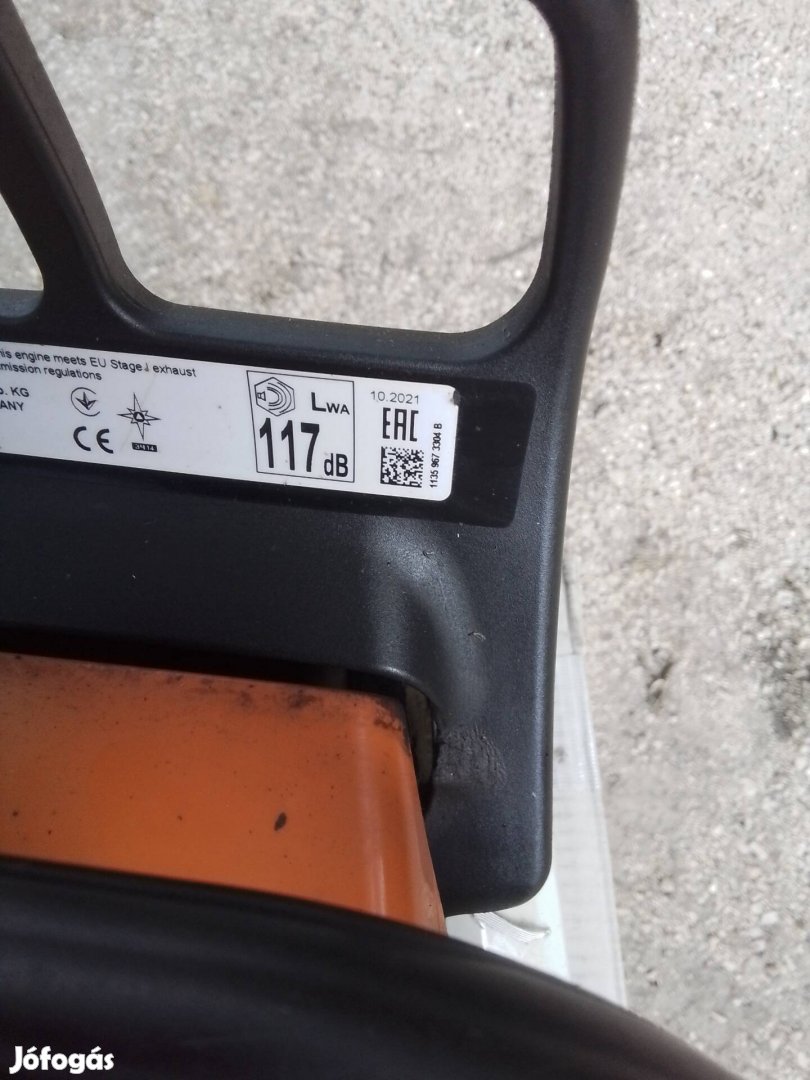 his engine meets EU Stage I exhaust
mission regulations
o. KG
ANY
CE
LWA
117 dB
10.2021
EAC
1135 967 3304 B
Jófogás